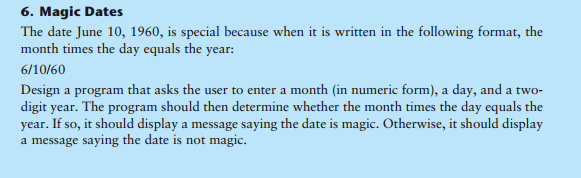 6. Magic Dates
The date June 10, 1960, is special because when it is written in the following format, the
month times the day equals the year:
6/10/60
Design a program that asks the user to enter a month (in numeric form), a day, and a two-
digit year. The program should then determine whether the month times the day equals the
year. If so, it should display a message saying the date is magic. Otherwise, it should display
a message saying the date is not magic.